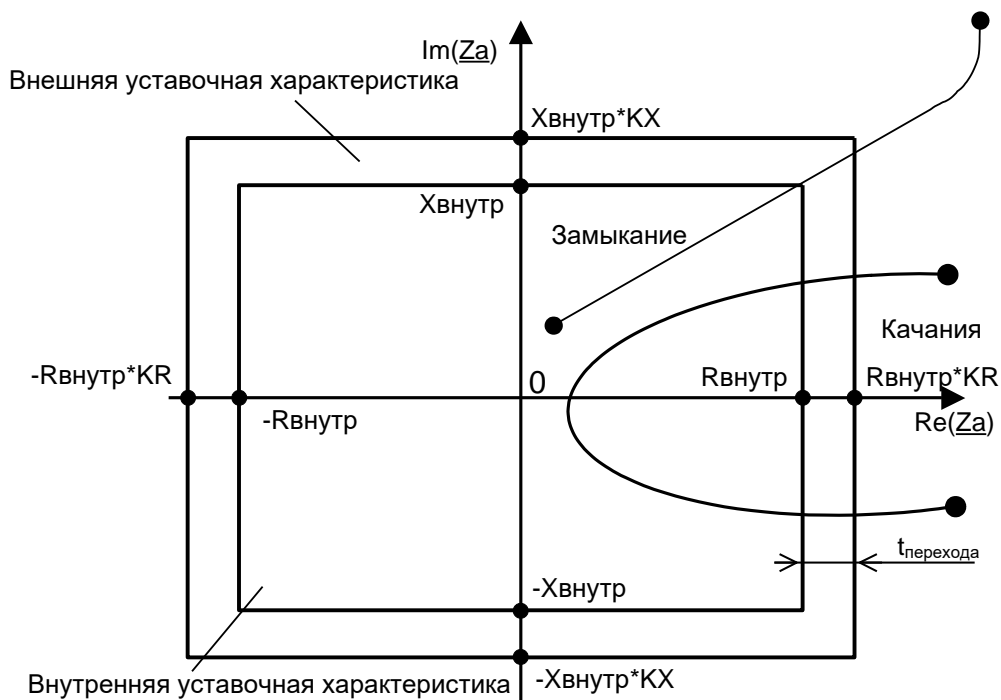 Im(Za)
Внешняя уставочная характеристика
Xвнутр*KX
Xвнутр
Замыкание
Качания
-Rвнутр*KR
0
Rвнутр
Rвнутр*KR
-Rвнутр
Re(Za)
tперехода
-Xвнутр
Внутренняя уставочная характеристика
-Xвнутр*KX